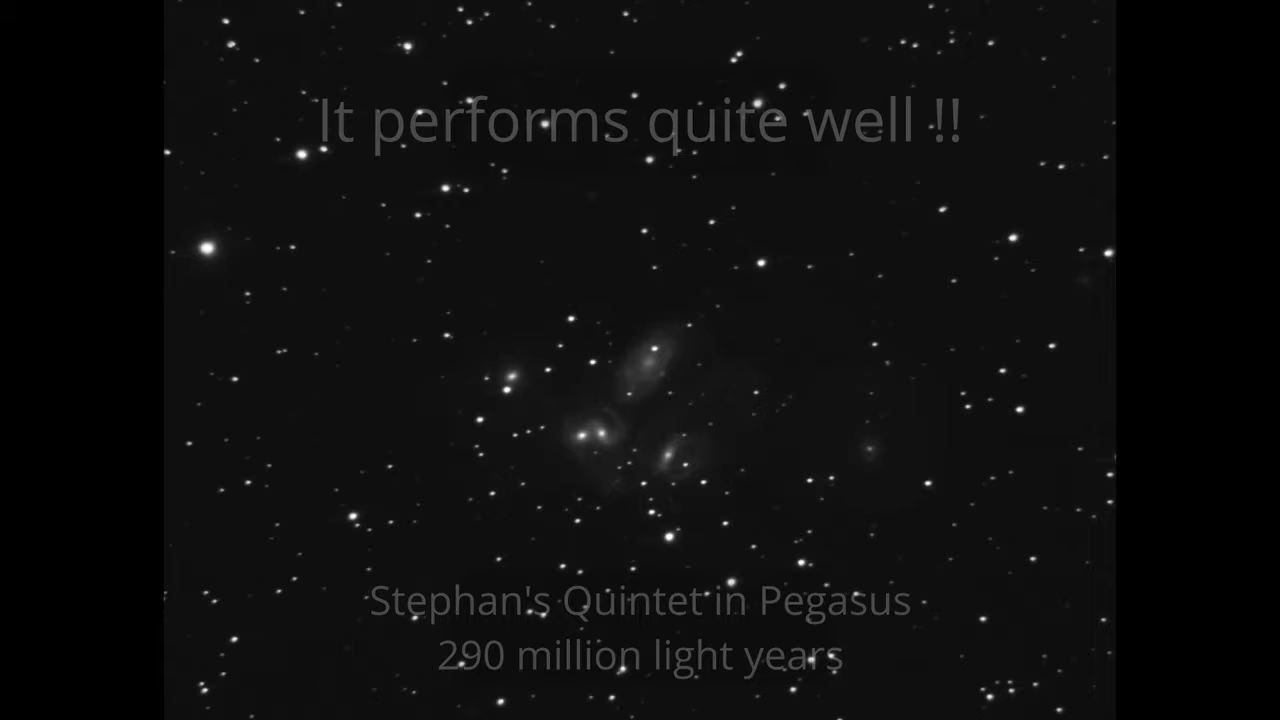 It performs quite well !!
Stephan's Quintet in Pegasus
290 million light years